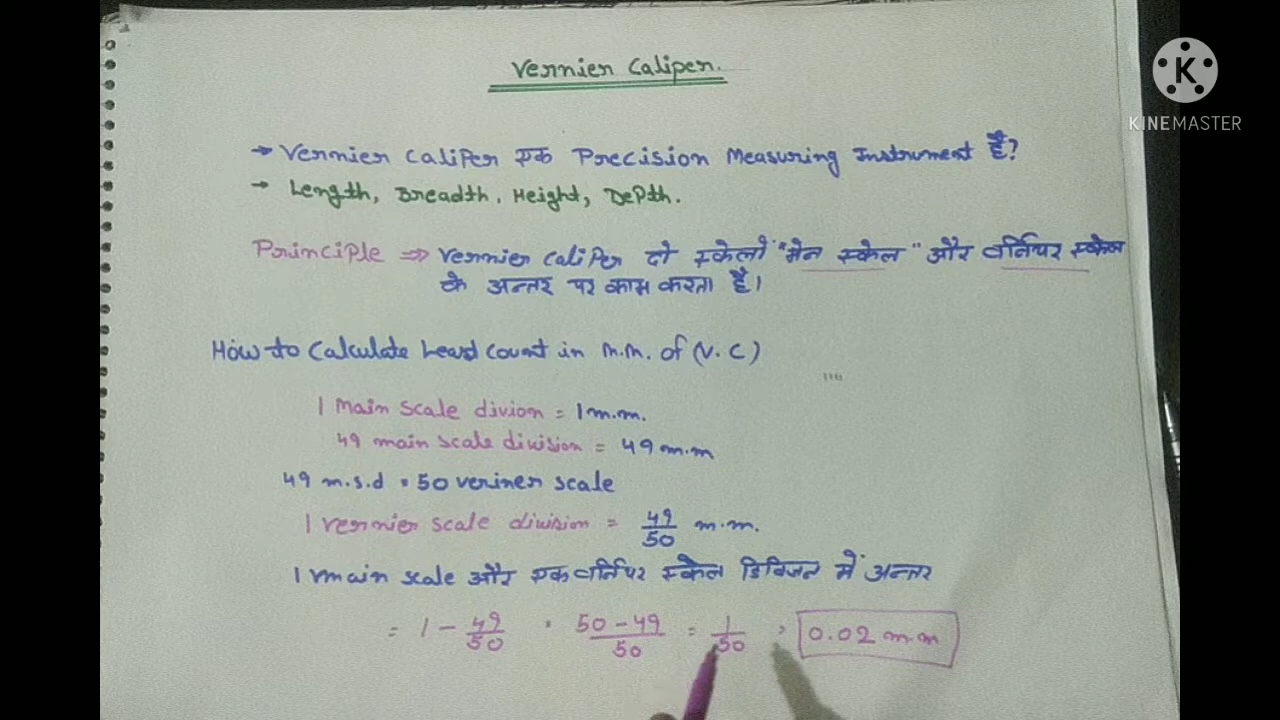 Vernier Caliper.
K
KINEMASTER
→ Vernier Caliper एक Precision Measuring Instrument है?
→ Length, Breadth, Height, Depth.
Principle ⇒ Vernier Caliper दो स्केलों "मेन स्केल" और वर्नियर स्केल
के अन्तर पर काम करता है।
How to Calculate Least Count in m.m. of (V.C)
1 Main Scale divion = 1 m.m.
49 main scale division = 49 m.m
49 m.s.d = 50 veriner scale
1 vernier scale division = 49/50 m.m.
1 main scale और एक वर्नियर स्केल डिविजन में अन्तर
= 1 - 49/50 = 50-49/50 = 1/50 = 0.02 m.m